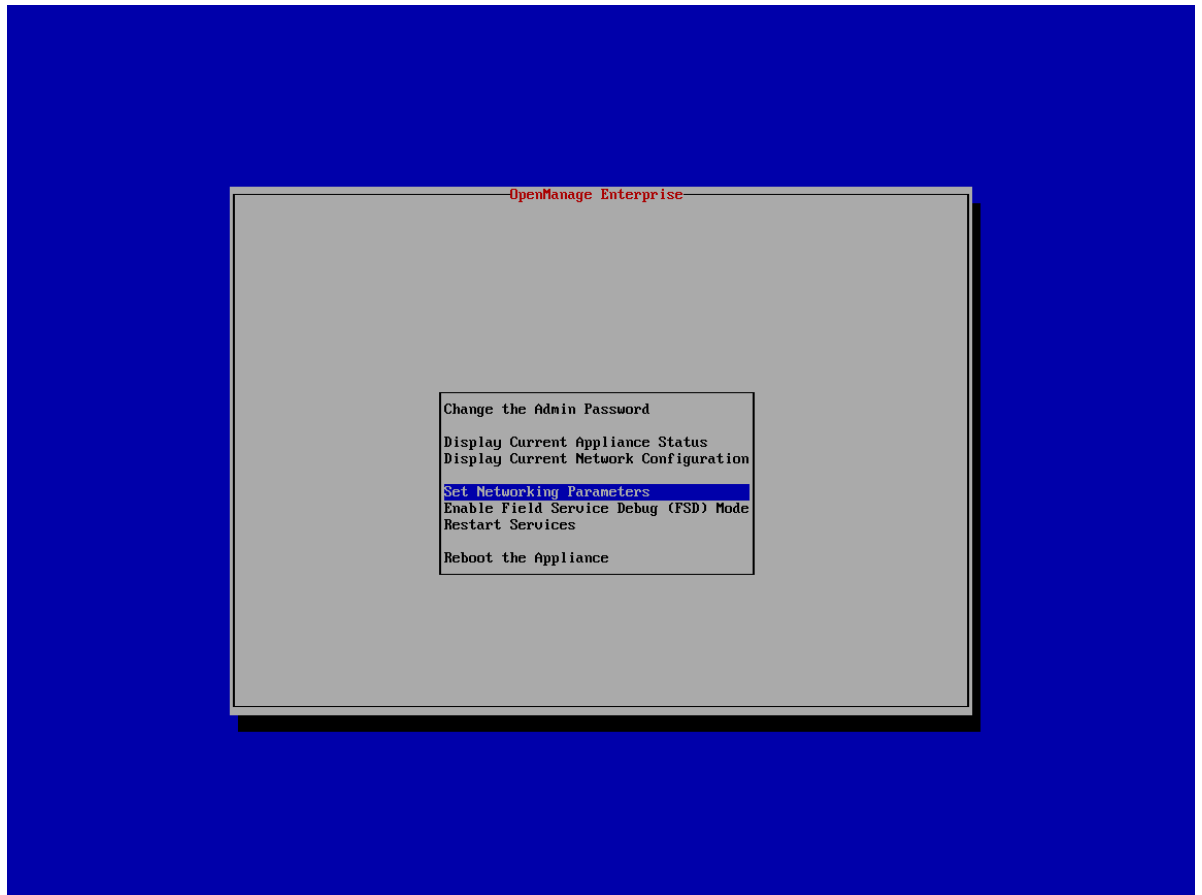 OpenManage Enterprise
Change the Admin Password
Display Current Appliance Status
Display Current Network Configuration
Set Networking Parameters
Enable Field Service Debug (FSD) Mode
Restart Services
Reboot the Appliance